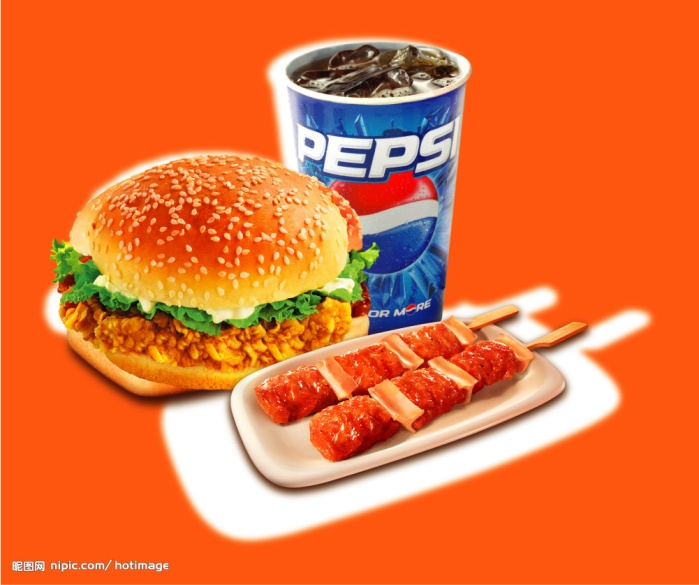 PEPSI
OR MORE
昵图网 nipic.com/ hotimage